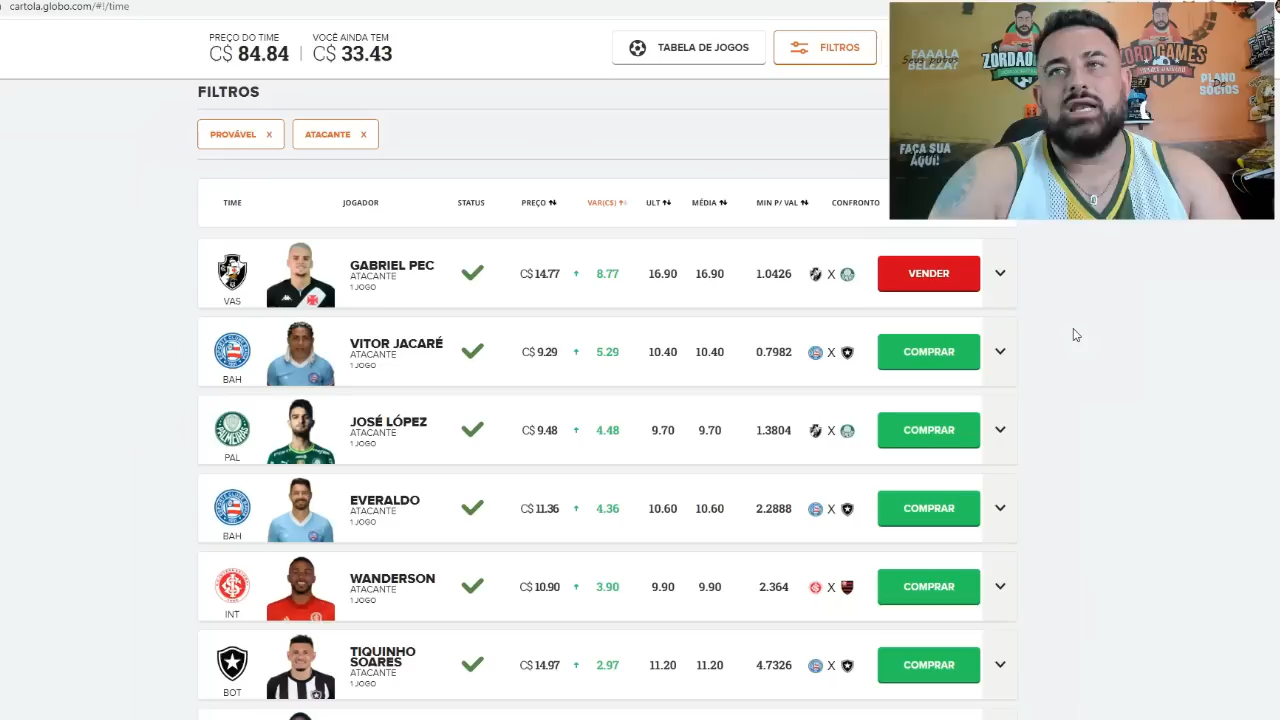 cartola.globo.com/#!/time
PREÇO DO TIME
C$ 84.84
VOCÊ AINDA TEM
C$ 33.43
TABELA DE JOGOS
FILTROS
FILTROS
PROVÁVEL X
ATACANTE X
TIME JOGADOR STATUS PREÇO VAR(C$) ULT MÉDIA MIN P/ VAL CONFRONTO
VAS
GABRIEL PEC
ATACANTE
1 JOGO
C$ 14.77 8.77 16.90 16.90 1.0426 X VENDER
BAH
VITOR JACARÉ
ATACANTE
1 JOGO
C$ 9.29 5.29 10.40 10.40 0.7982 X COMPRAR
PAL
JOSÉ LÓPEZ
ATACANTE
1 JOGO
C$ 9.48 4.48 9.70 9.70 1.3804 X COMPRAR
BAH
EVERALDO
ATACANTE
1 JOGO
C$ 11.36 4.36 10.60 10.60 2.2888 X COMPRAR
INT
WANDERSON
ATACANTE
1 JOGO
C$ 10.90 3.90 9.90 9.90 2.364 X COMPRAR
BOT
TIQUINHO
SOARES
ATACANTE
1 JOGO
C$ 14.97 2.97 11.20 11.20 4.7326 X COMPRAR
FAAALA
BELEZA?
ZORDAO
ZORD GAMES
PLANO
DE
SÓCIOS
FAÇA SUA
AQUI!